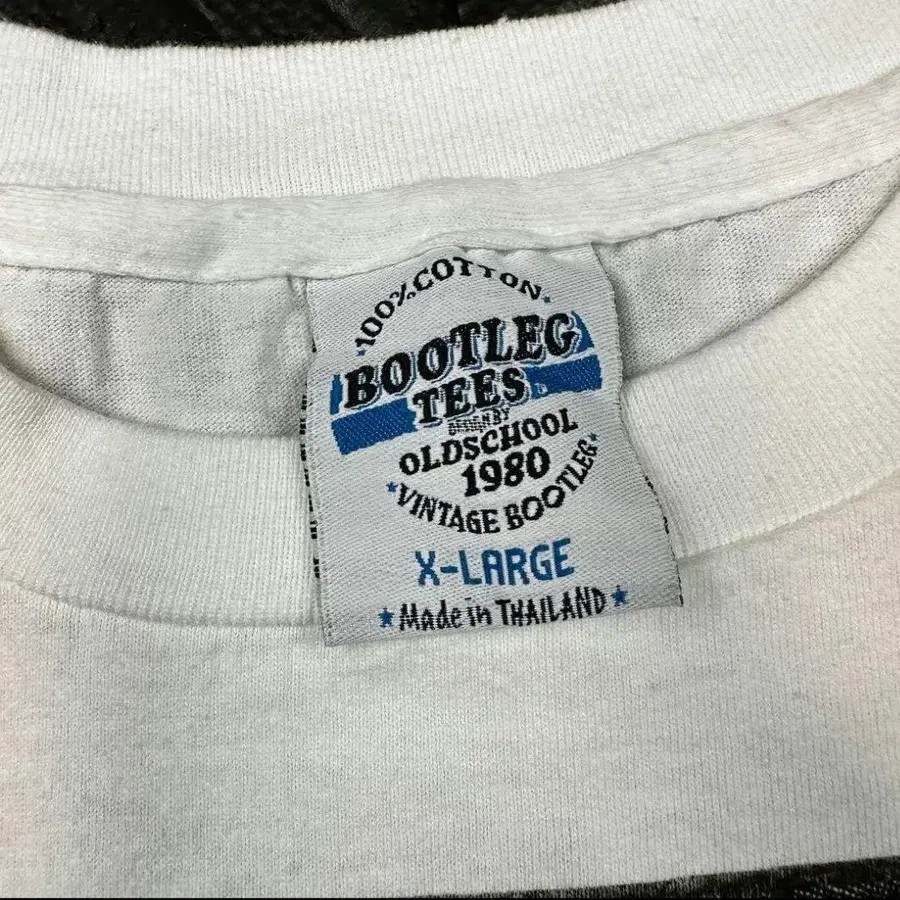 100% COTTON
BOOTLEG
TEES
DESIGN BY
OLDSCHOOL
1980
VINTAGE BOOTLEG
X-LARGE
Made in THAILAND